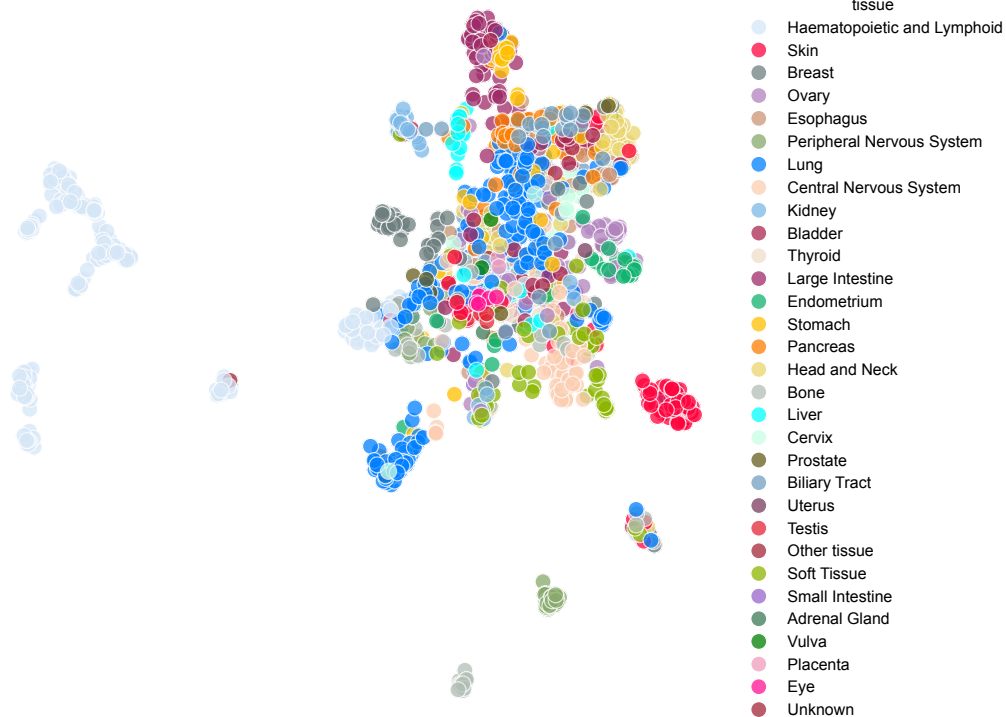 tissue
Haematopoietic and Lymphoid
Skin
Breast
Ovary
Esophagus
Peripheral Nervous System
Lung
Central Nervous System
Kidney
Bladder
Thyroid
Large Intestine
Endometrium
Stomach
Pancreas
Head and Neck
Bone
Liver
Cervix
Prostate
Biliary Tract
Uterus
Testis
Other tissue
Soft Tissue
Small Intestine
Adrenal Gland
Vulva
Placenta
Eye
Unknown